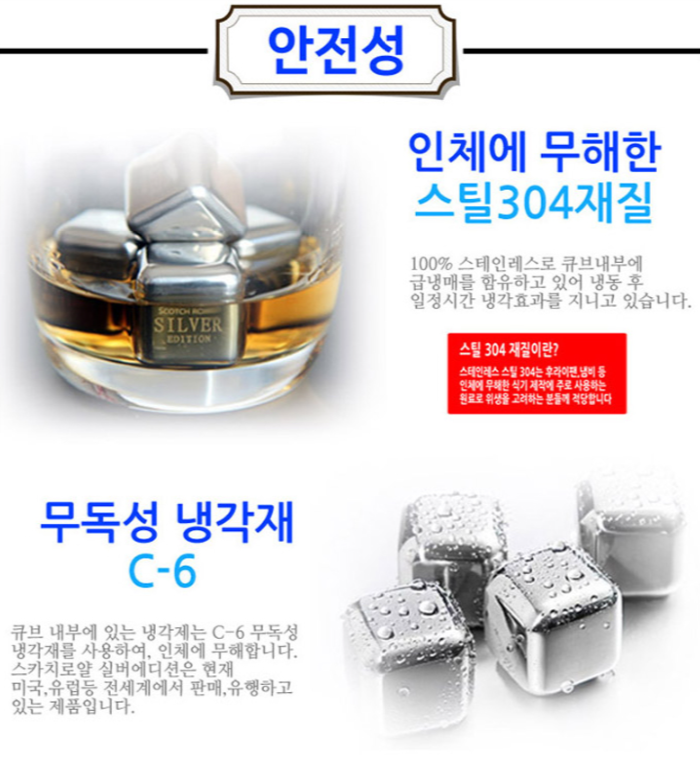 안전성
인체에 무해한
스틸304재질
100% 스테인레스로 큐브내부에
급냉매를 함유하고 있어 냉동 후
일정시간 냉각효과를 지니고 있습니다.
SCOTCH
SILVER
EDITION
스틸 304 재질이란?
스테인레스 스틸 304는 후라이팬,냄비 등
인체에 무해한 식기 제작에 주로 사용하는
원료로 위생을 고려하는 분들께 적당합니다
무독성 냉각재
C-6
큐브 내부에 있는 냉각제는 C-6 무독성
냉각재를 사용하여, 인체에 무해합니다.
스카치로얄 실버에디션은 현재
미국,유럽등 전세계에서 판매,유행하고
있는 제품입니다.